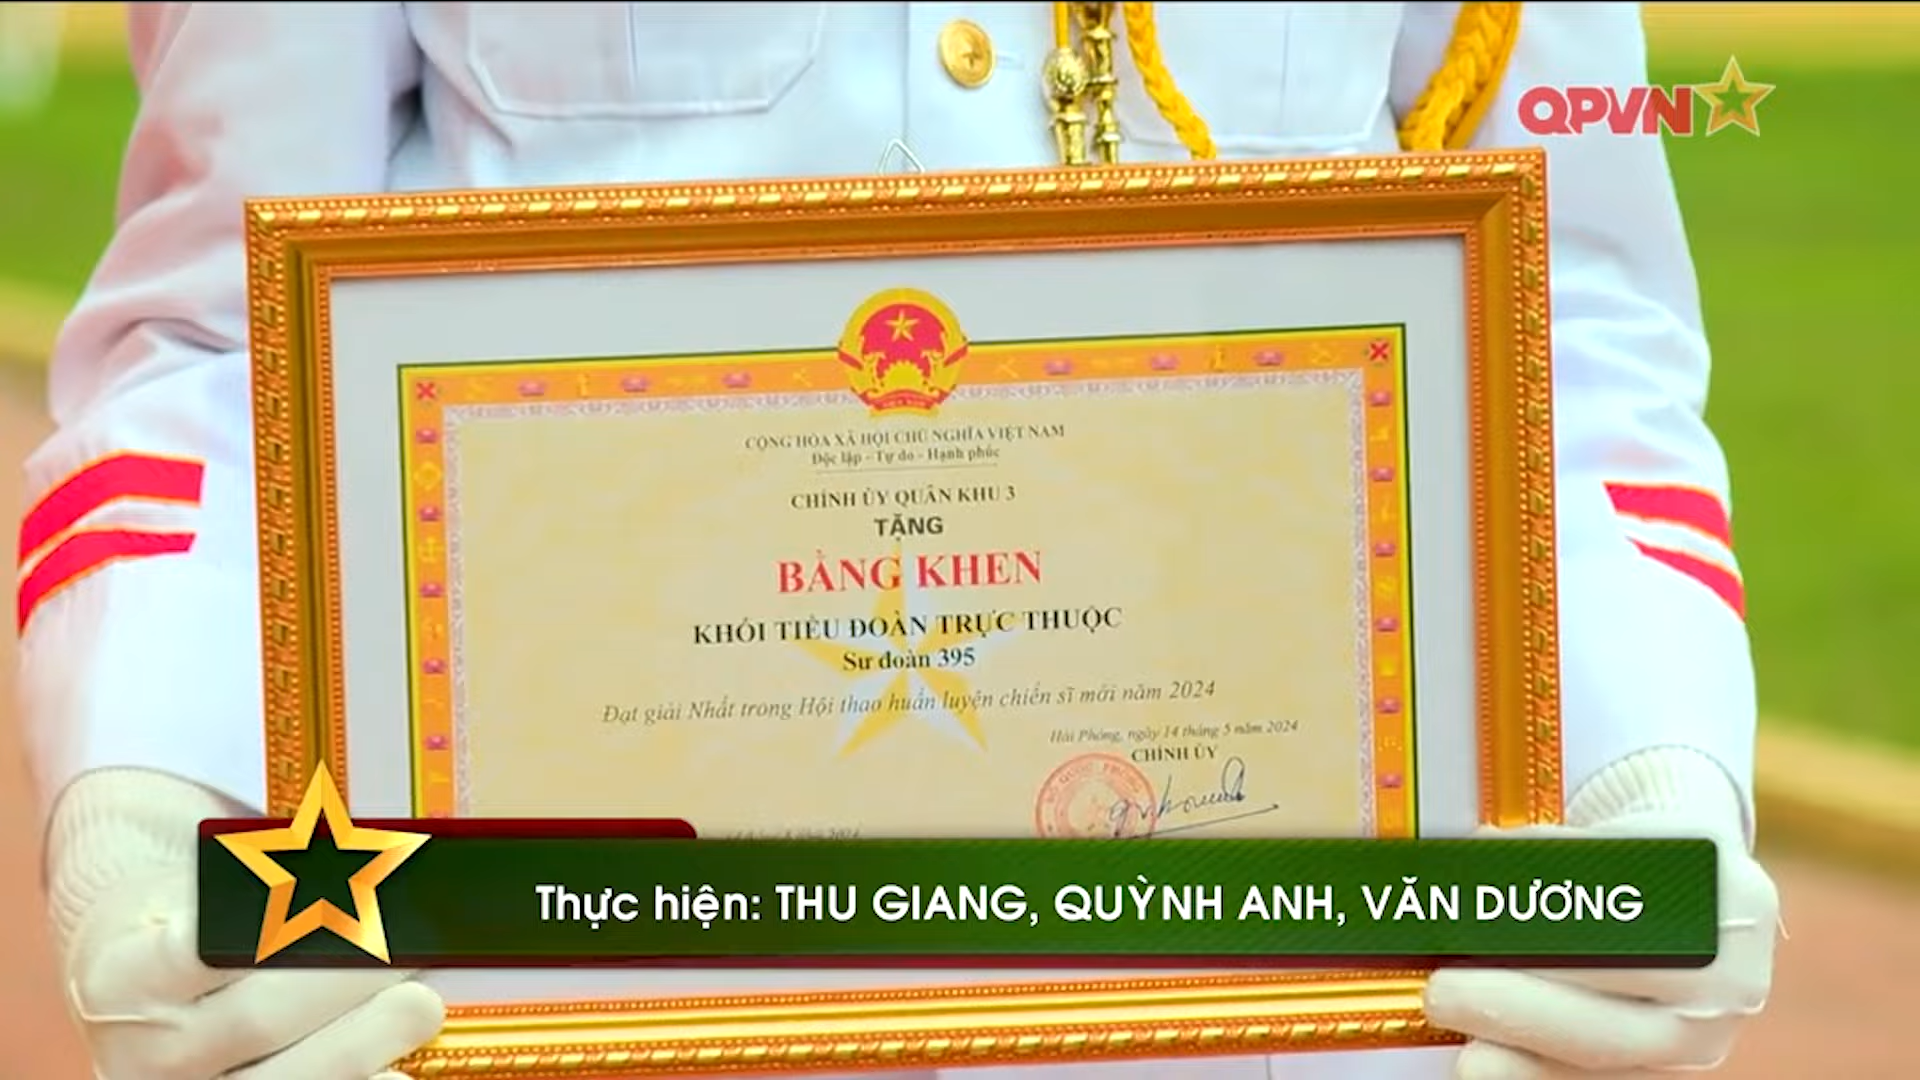 QPVN
CỘNG HÒA XÃ HỘI CHỦ NGHĨA VIỆT NAM
Độc lập - Tự do - Hạnh phúc
CHÍNH ỦY QUÂN KHU 3
TẶNG
BẰNG KHEN
KHỐI TIỂU ĐOÀN TRỰC THUỘC
Sư đoàn 395
Đạt giải Nhất trong Hội thao huấn luyện chiến sĩ mới năm 2024
Hải Phòng, ngày 14 tháng 5 năm 2024
CHÍNH ỦY
Thực hiện: THU GIANG, QUỲNH ANH, VĂN DƯƠNG